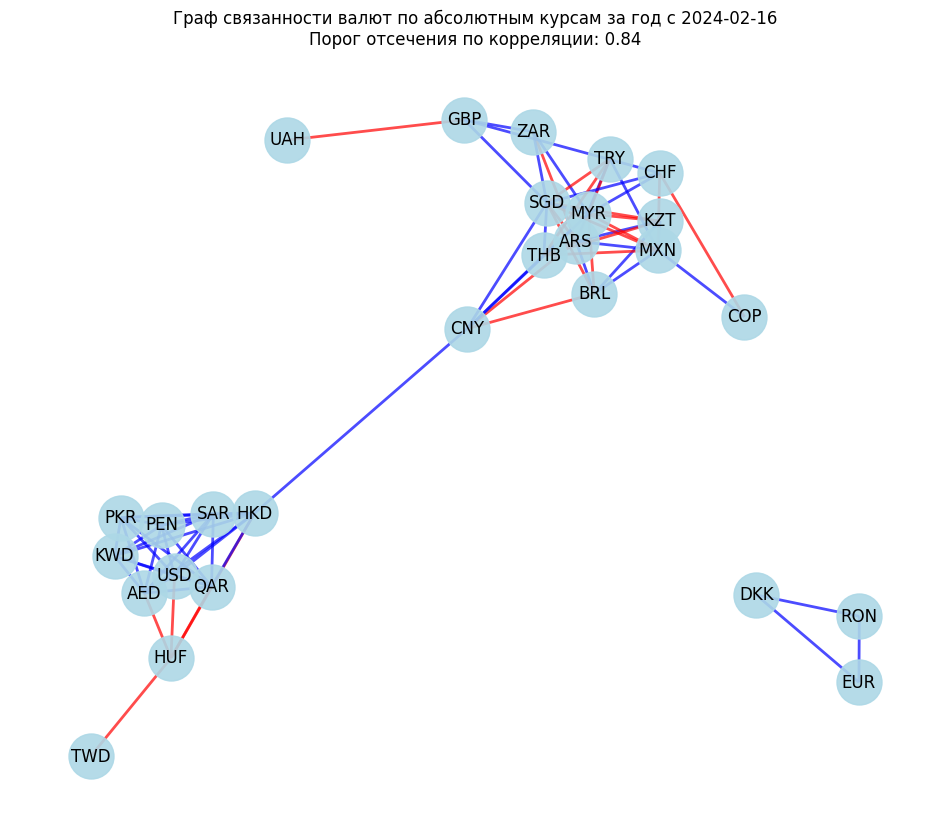 Граф связанности валют по абсолютным курсам за год с 2024-02-16
Порог отсечения по корреляции: 0.84
GBP
ZAR
UAH
TRY
CHF
SGD
MYR
KZT
ARS
MXN
THB
BRL
COP
CNY
PKR
PEN
SAR
HKD
KWD
USD
AED
QAR
DKK
RON
HUF
EUR
TWD